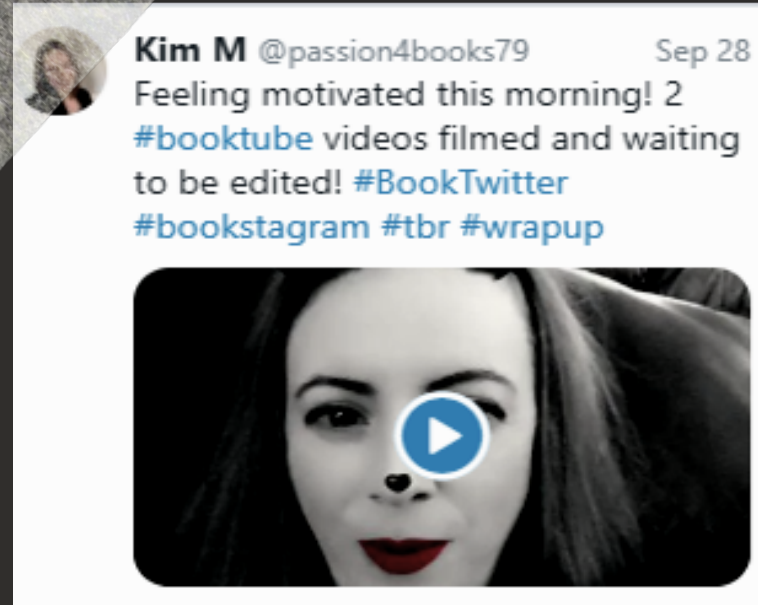 Kim M @passion4books79 Sep 28
Feeling motivated this morning! 2
#booktube videos filmed and waiting
to be edited! #BookTwitter
#bookstagram #tbr #wrapup